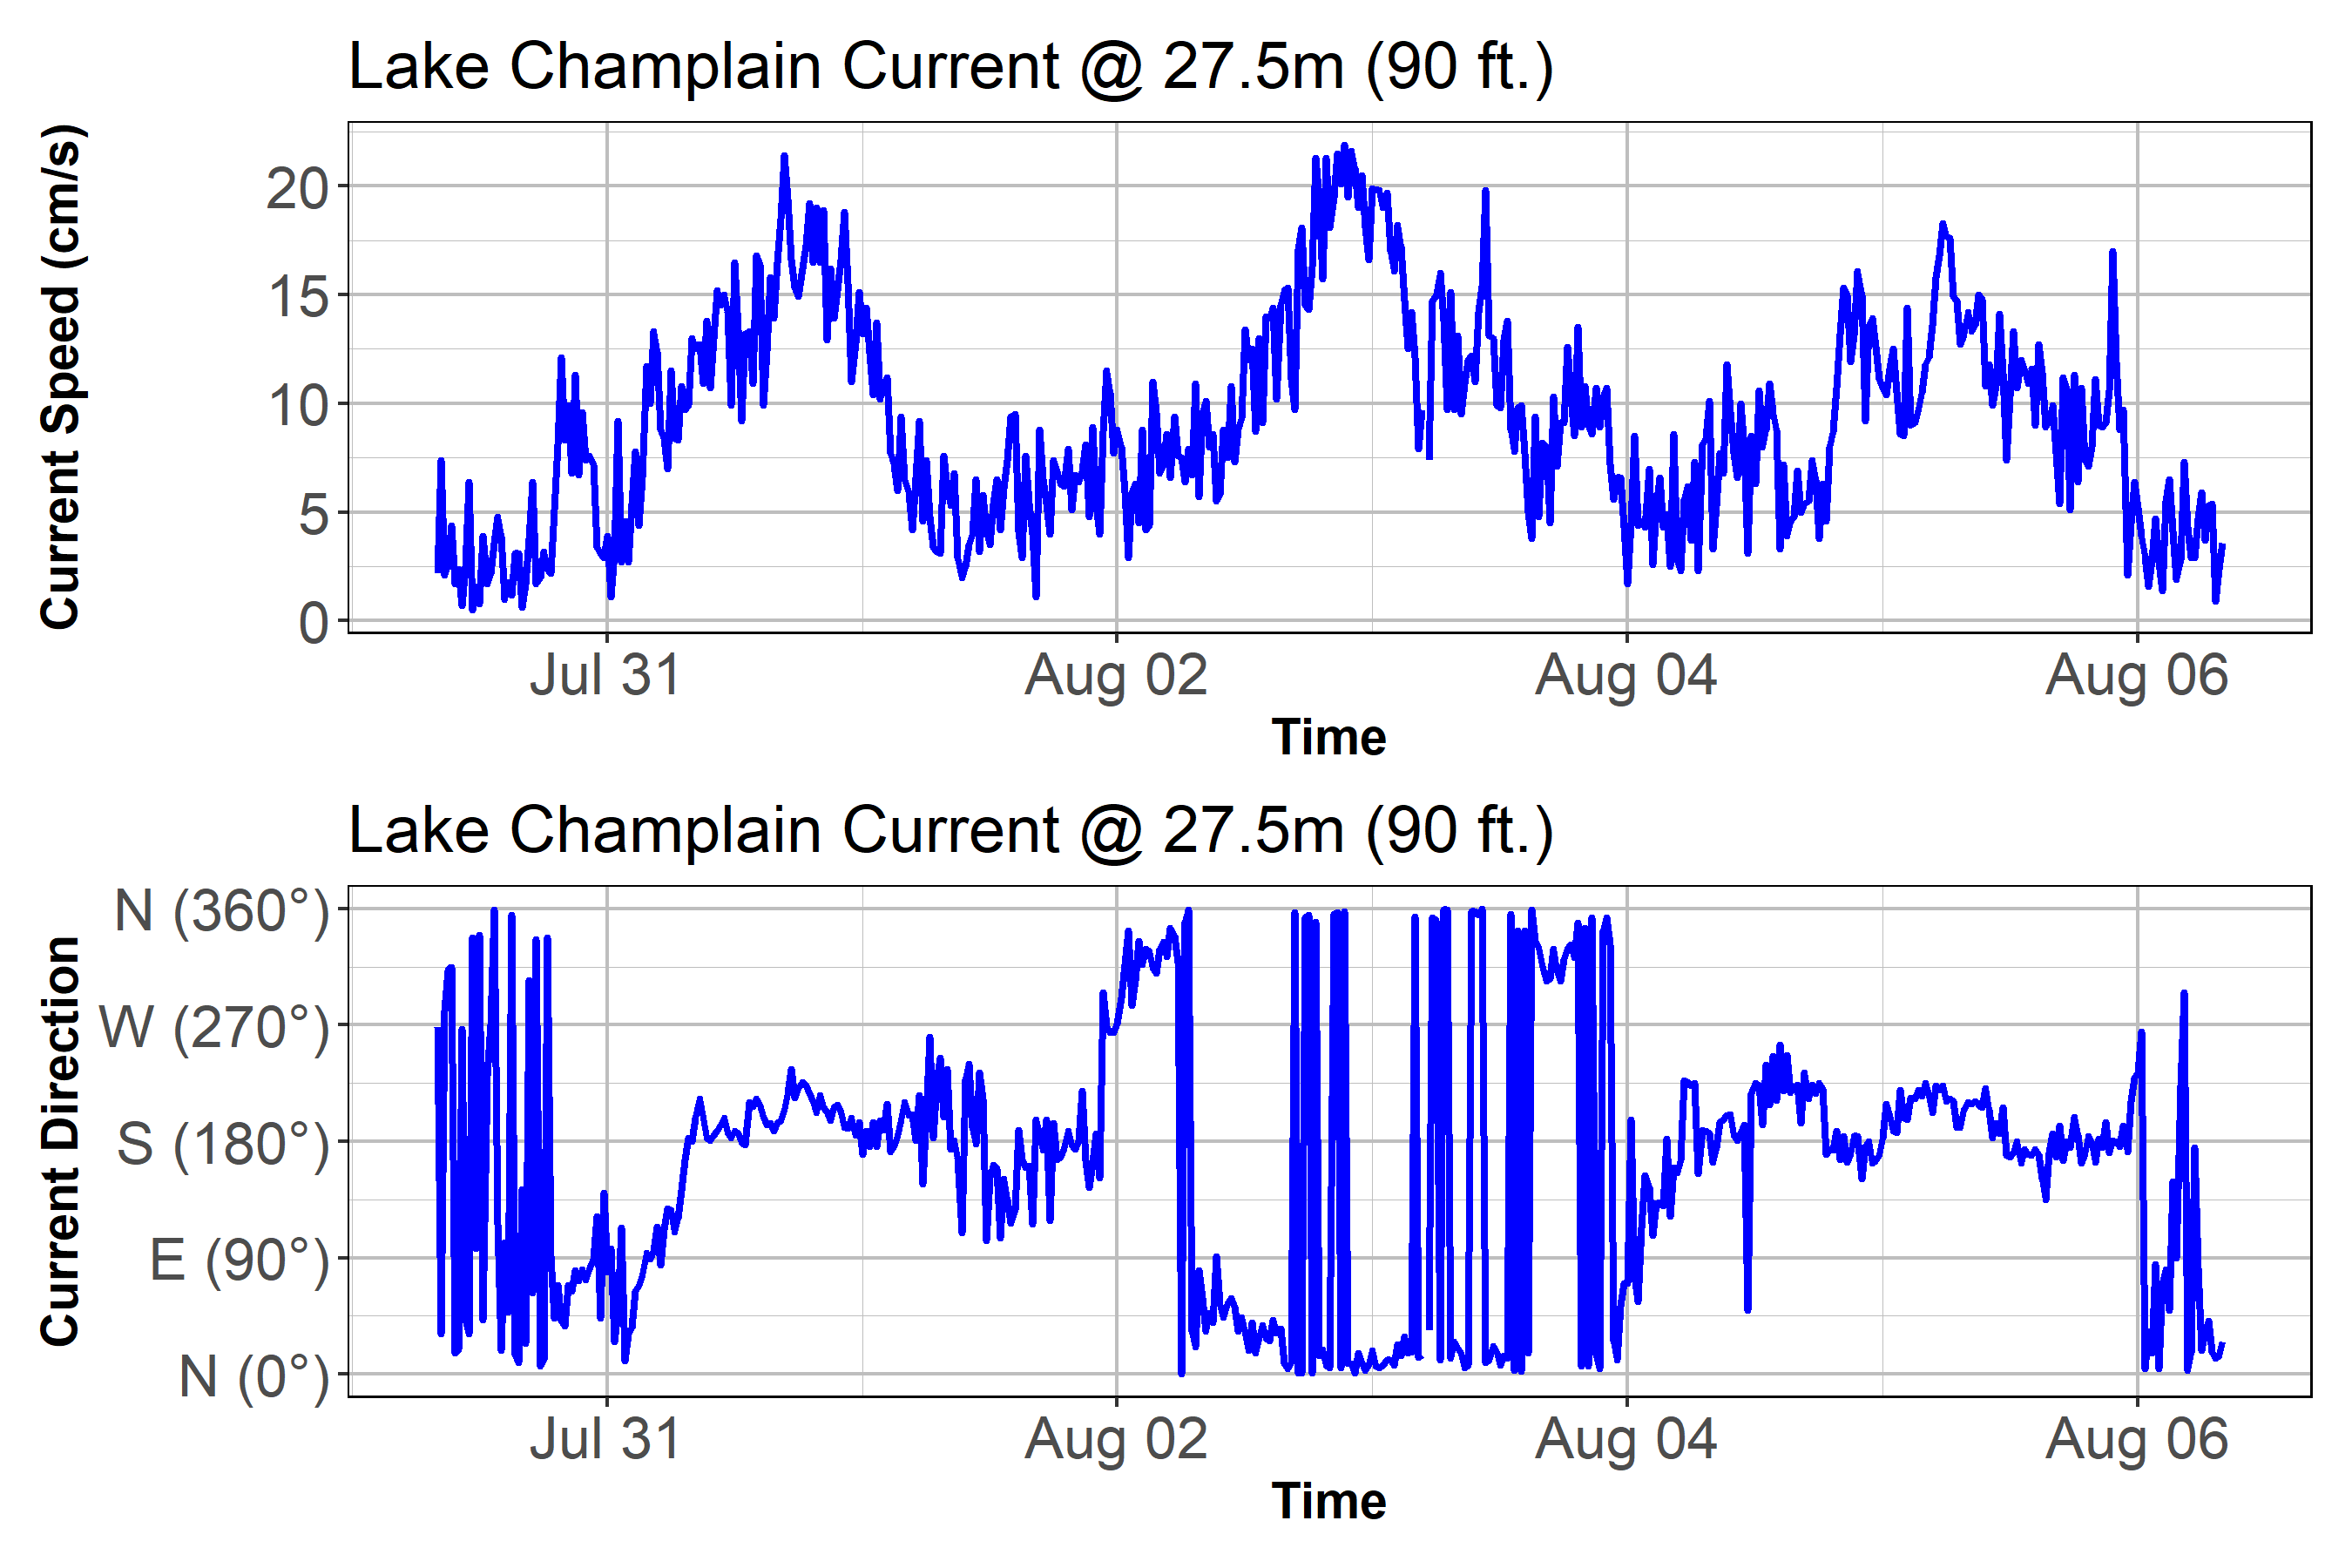 Lake Champlain Current @ 27.5m (90 ft.)
Current Speed (cm/s)
20
15
10
5
0
Jul 31 Aug 02 Aug 04 Aug 06
Time
Lake Champlain Current @ 27.5m (90 ft.)
Current Direction
N (360°)
W (270°)
S (180°)
E (90°)
N (0°)
Jul 31 Aug 02 Aug 04 Aug 06
Time